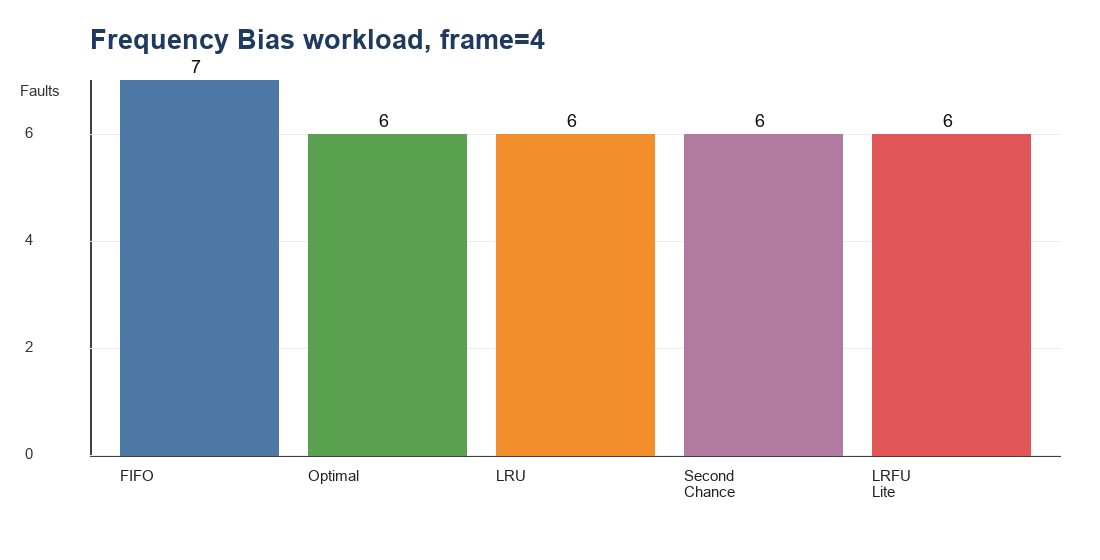 Frequency Bias workload, frame=4
7
Faults
6
6
6
6
6
4
2
0
FIFO
Optimal
LRU
Second
Chance
LRFU
Lite